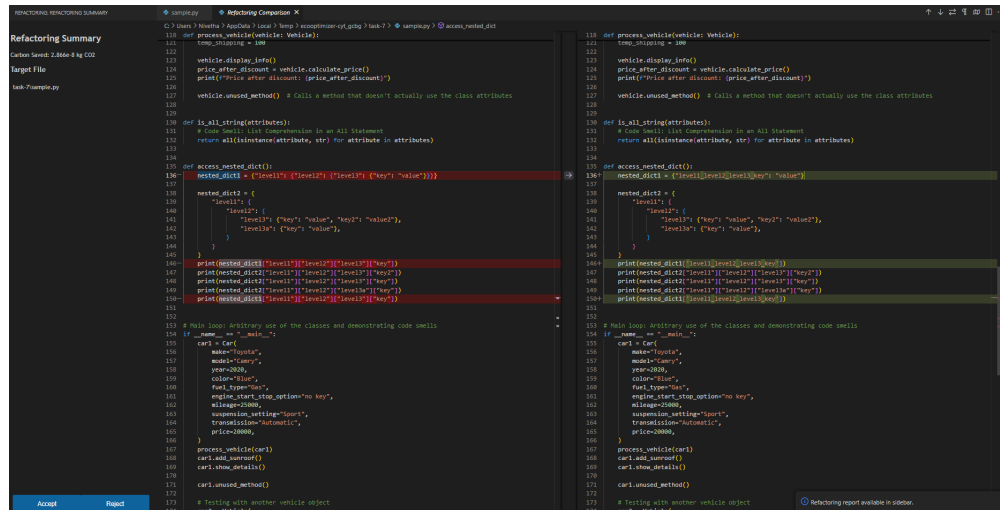 REFACTORING: REFACTORING SUMMARY
Refactoring Summary
Carbon Saved: 2.866e-8 kg CO2
Target File
task-7\sample.py
Accept
Reject
sample.py
Refactoring Comparison
C: > Users > Nivetha > AppData > Local > Temp > ecooptimizer-cyt_gcbg > task-7 > sample.py > access_nested_dict
118 def process_vehicle(vehicle: Vehicle):
121 temp_shipping = 100
122
123 vehicle.display_info()
124 price_after_discount = vehicle.calculate_price()
125 print(f"Price after discount: {price_after_discount}")
126
127 vehicle.unused_method()  # Calls a method that doesn't actually use the class attributes
128
129
130 def is_all_string(attributes):
131 # Code Smell: List Comprehension in an All Statement
132 return all(isinstance(attribute, str) for attribute in attributes)
133
134
135 def access_nested_dict():
136- nested_dict1 = {"level1": {"level2": {"level3": {"key": "value"}}}}
137
138 nested_dict2 = {
139 "level1": {
140 "level2": {
141 "level3": {"key": "value", "key2": "value2"},
142 "level3a": {"key": "value"},
143 }
144 }
145 }
146- print(nested_dict1["level1"]["level2"]["level3"]["key"])
147 print(nested_dict2["level1"]["level2"]["level3"]["key2"])
148 print(nested_dict2["level1"]["level2"]["level3"]["key"])
149 print(nested_dict2["level1"]["level2"]["level3a"]["key"])
150- print(nested_dict1["level1"]["level2"]["level3"]["key"])
151
152
153 # Main loop: Arbitrary use of the classes and demonstrating code smells
154 if __name__ == "__main__":
155 car1 = Car(
156 make="Toyota",
157 model="Camry",
158 year=2020,
159 color="Blue",
160 fuel_type="Gas",
161 engine_start_stop_option="no key",
162 mileage=25000,
163 suspension_setting="Sport",
164 transmission="Automatic",
165 price=20000,
166 )
167 process_vehicle(car1)
168 car1.add_sunroof()
169 car1.show_details()
170
171 car1.unused_method()
172
173 # Testing with another vehicle object
118 def process_vehicle(vehicle: Vehicle):
121 temp_shipping = 100
122
123 vehicle.display_info()
124 price_after_discount = vehicle.calculate_price()
125 print(f"Price after discount: {price_after_discount}")
126
127 vehicle.unused_method()  # Calls a method that doesn't actually use the class attributes
128
129
130 def is_all_string(attributes):
131 # Code Smell: List Comprehension in an All Statement
132 return all(isinstance(attribute, str) for attribute in attributes)
133
134
135 def access_nested_dict():
136+ nested_dict1 = {"level1_level2_level3_key": "value"}
137
138 nested_dict2 = {
139 "level1": {
140 "level2": {
141 "level3": {"key": "value", "key2": "value2"},
142 "level3a": {"key": "value"},
143 }
144 }
145 }
146+ print(nested_dict1["level1_level2_level3_key"])
147 print(nested_dict2["level1"]["level2"]["level3"]["key2"])
148 print(nested_dict2["level1"]["level2"]["level3"]["key"])
149 print(nested_dict2["level1"]["level2"]["level3a"]["key"])
150+ print(nested_dict1["level1_level2_level3_key"])
151
152
153 # Main loop: Arbitrary use of the classes and demonstrating code smells
154 if __name__ == "__main__":
155 car1 = Car(
156 make="Toyota",
157 model="Camry",
158 year=2020,
159 color="Blue",
160 fuel_type="Gas",
161 engine_start_stop_option="no key",
162 mileage=25000,
163 suspension_setting="Sport",
164 transmission="Automatic",
165 price=20000,
166 )
167 process_vehicle(car1)
168 car1.add_sunroof()
169 car1.show_details()
170
171 car1.unused_method()
172
173 # Testing with another vehicle object
Refactoring report available in sidebar.